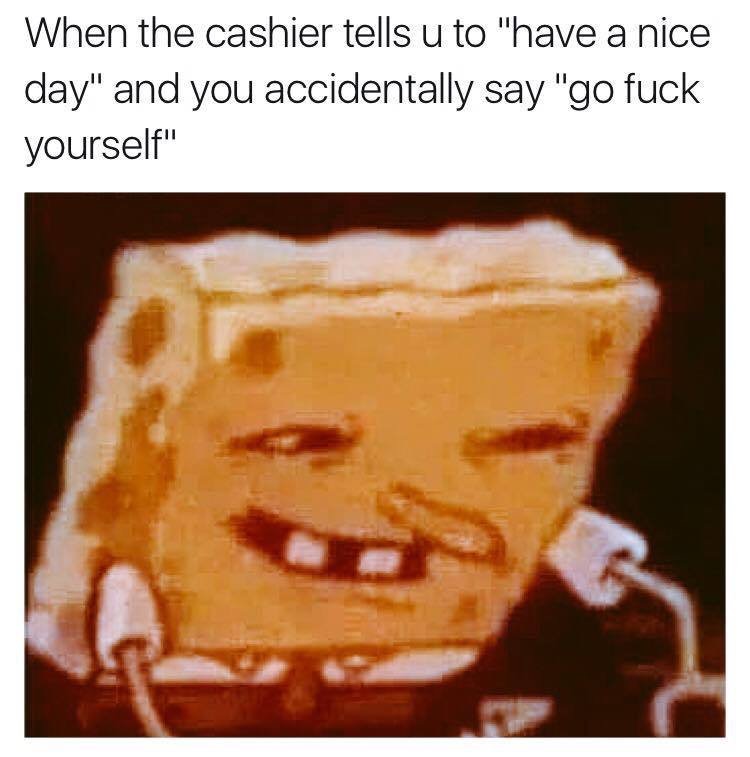 When the cashier tells u to "have a nice
day" and you accidentally say "go fuck
yourself"